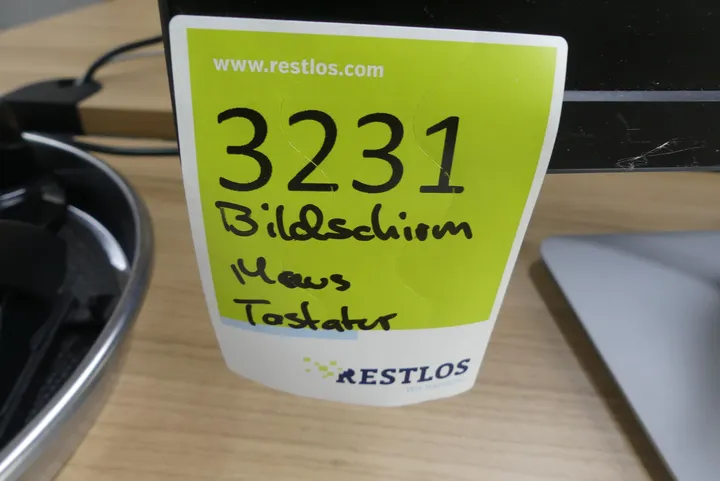 www.restlos.com
3231
Bildschirm
Maus
Tastatur
RESTLOS